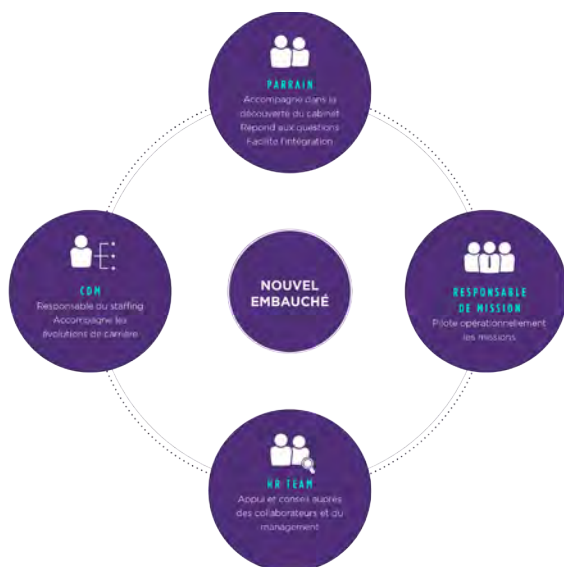 PARRAIN
Accompagne dans la
découverte du cabinet
Répond aux questions
Facilite l'intégration
CDM
Responsable du staffing
Accompagne les
évolutions de carrière
NOUVEL
EMBAUCHÉ
RESPONSABLE
DE MISSION
Pilote opérationnellement
les missions
HR TEAM
Appui et conseil auprès
des collaborateurs et du
management